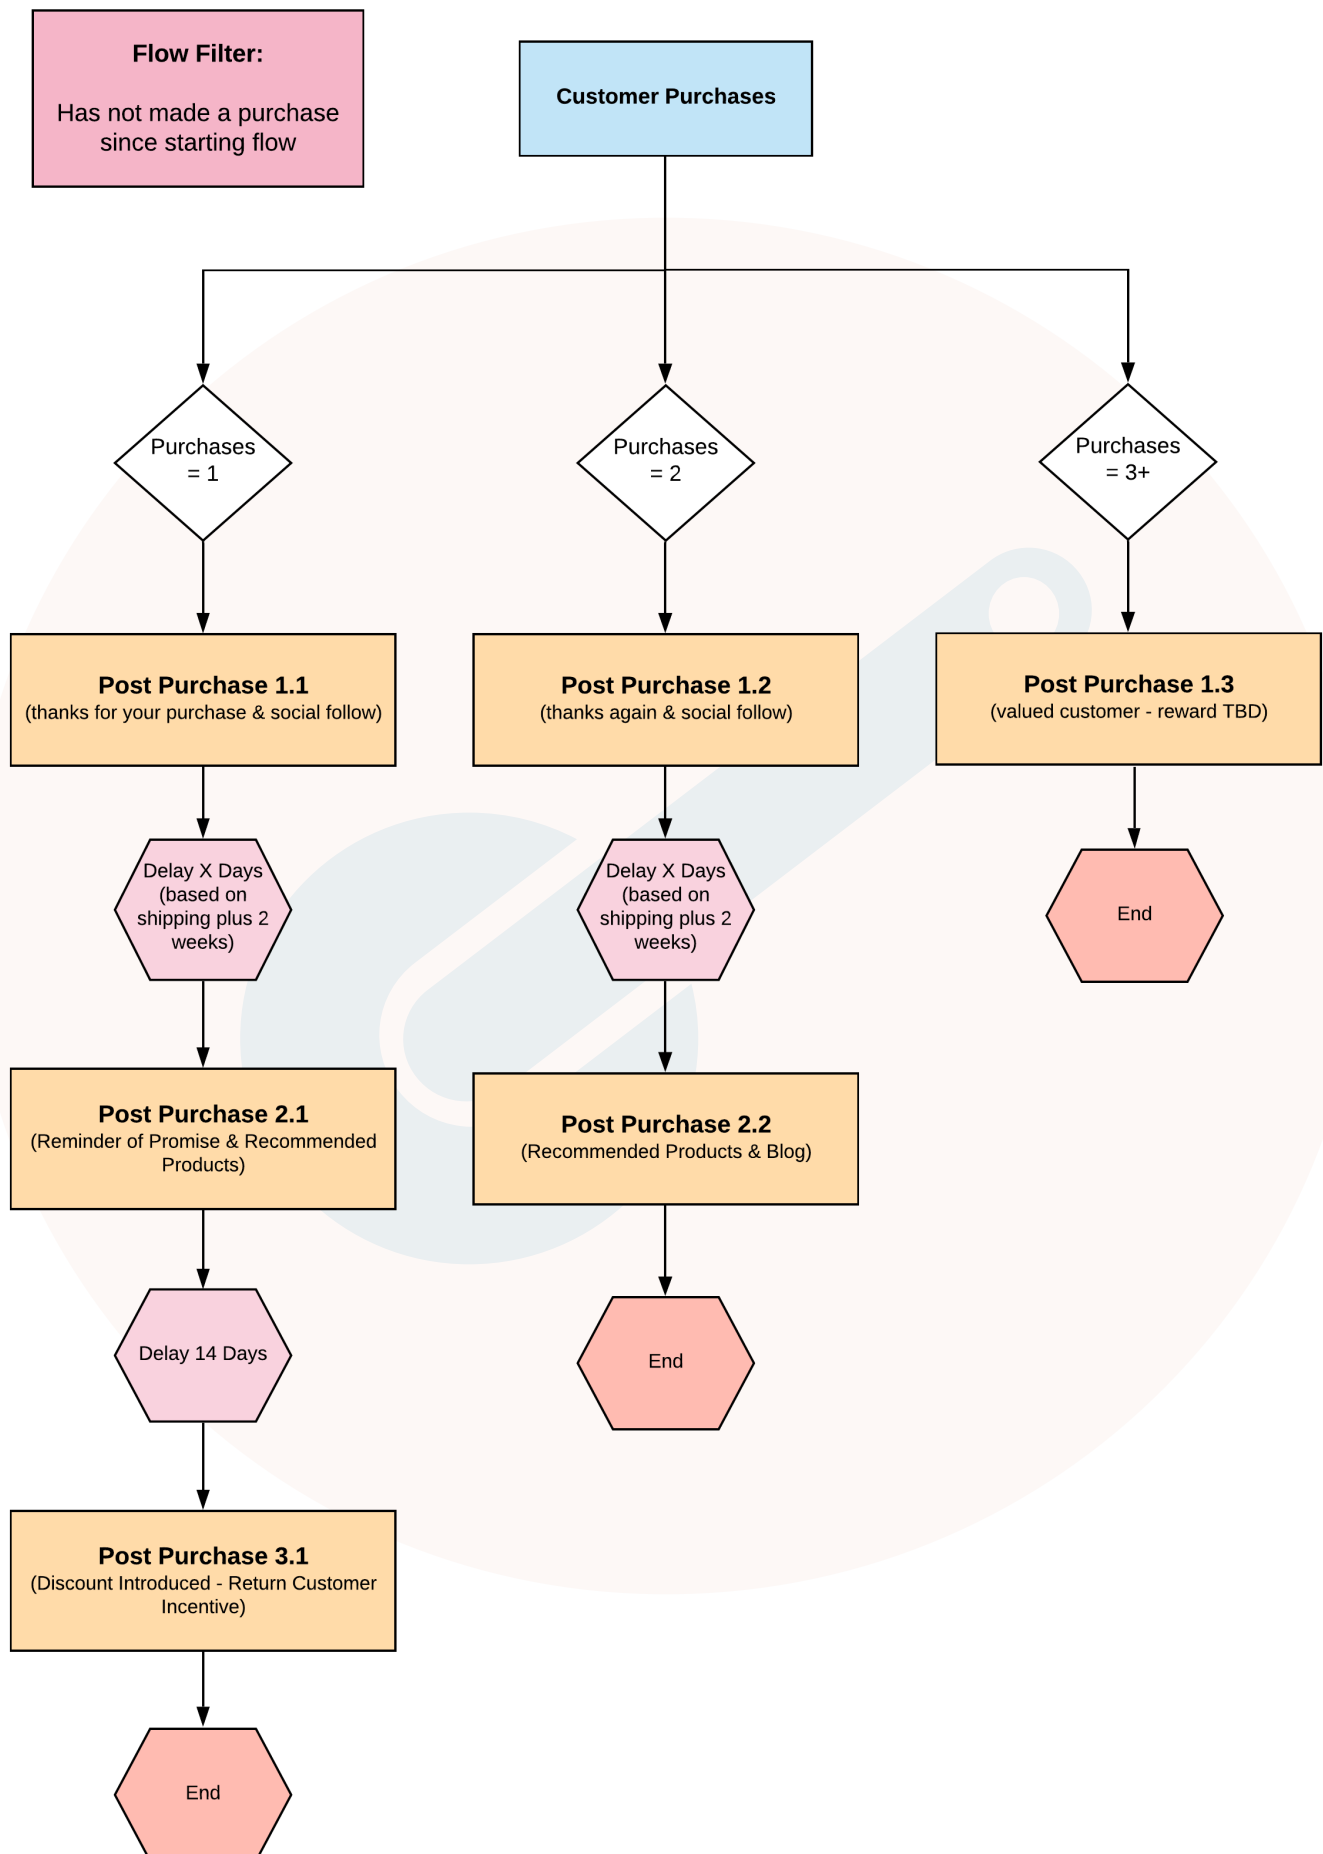 Flow Filter:
Has not made a purchase
since starting flow
Customer Purchases
Purchases
= 1
Purchases
= 2
Purchases
= 3+
Post Purchase 1.1
(thanks for your purchase & social follow)
Post Purchase 1.2
(thanks again & social follow)
Post Purchase 1.3
(valued customer - reward TBD)
Delay X Days
(based on
shipping plus 2
weeks)
Delay X Days
(based on
shipping plus 2
weeks)
End
Post Purchase 2.1
(Reminder of Promise & Recommended
Products)
Post Purchase 2.2
(Recommended Products & Blog)
Delay 14 Days
End
Post Purchase 3.1
(Discount Introduced - Return Customer
Incentive)
End